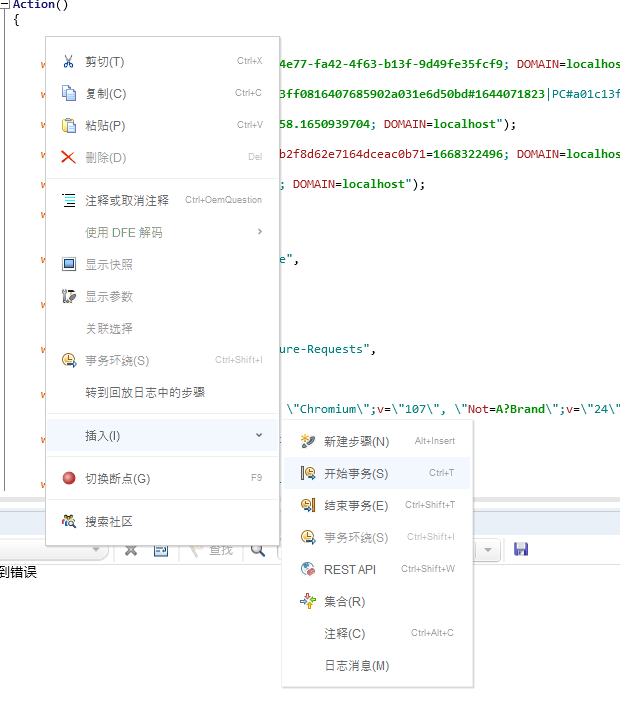 Action()
{
w
4e77-fa42-4f63-b13f-9d49fe35fcf9; DOMAIN=localhos
w
3ff0816407685902a031e6d50bd#1644071823|PC#a01c13f
w
58.1650939704; DOMAIN=localhost");
w
b2f8d62e7164dceac0b71=1668322496; DOMAIN=localhos
w
; DOMAIN=localhost");
w
w
e",
w
w
ure-Requests",
w
\"Chromium\";v=\"107\", \"Not=A?Brand\";v=\"24\"
w
w
剪切(T) Ctrl+X
复制(C) Ctrl+C
粘贴(P) Ctrl+V
删除(D) Del
注释或取消注释 Ctrl+OemQuestion
使用 DFE 解码
显示快照
显示参数
关联选择
事务环绕(S) Ctrl+Shift+I
转到回放日志中的步骤
插入(I)
切换断点(G) F9
搜索社区
新建步骤(N) Alt+Insert
开始事务(S) Ctrl+T
结束事务(E) Ctrl+Shift+T
事务环绕(S) Ctrl+Shift+I
REST API Ctrl+Shift+W
集合(R)
注释(C) Ctrl+Alt+C
日志消息(M)
查找
到错误